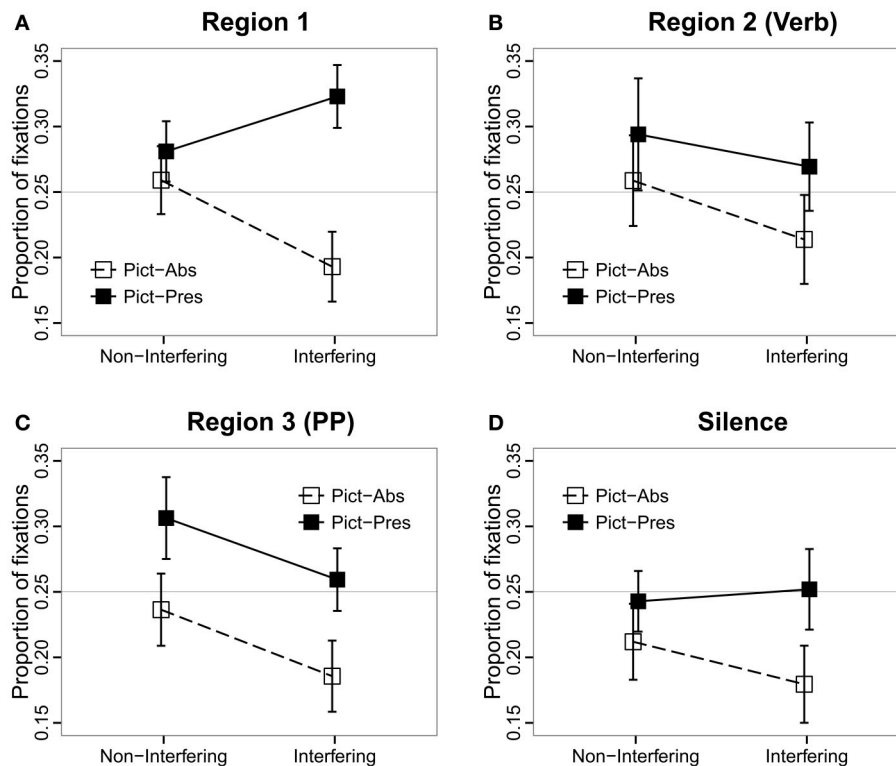 A
Region 1
Proportion of fixations
0.35
0.30
0.25
0.20
0.15
Pict−Abs
Pict−Pres
Non−Interfering
Interfering
B
Region 2 (Verb)
Proportion of fixations
0.35
0.30
0.25
0.20
0.15
Pict−Abs
Pict−Pres
Non−Interfering
Interfering
C
Region 3 (PP)
Proportion of fixations
0.35
0.30
0.25
0.20
0.15
Pict−Abs
Pict−Pres
Non−Interfering
Interfering
D
Silence
Proportion of fixations
0.35
0.30
0.25
0.20
0.15
Pict−Abs
Pict−Pres
Non−Interfering
Interfering